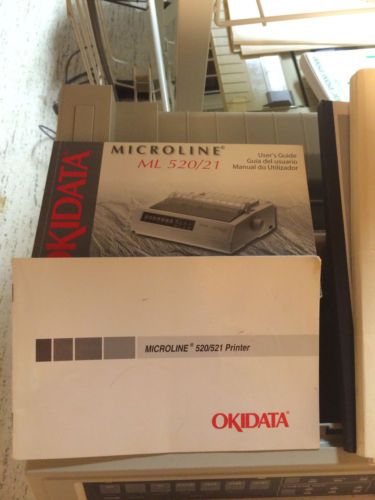 MICROLINE®
ML 520/21
User's Guide
Guía del usuario
Manual do Utilizador
OKIDATA
MICROLINE® 520/521 Printer
OKIDATA®